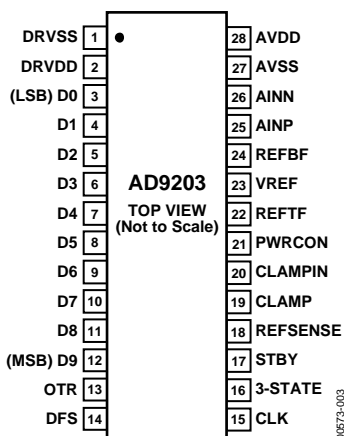 DRVSS 1
DRVDD 2
(LSB) D0 3
D1 4
D2 5
D3 6
D4 7
D5 8
D6 9
D7 10
D8 11
(MSB) D9 12
OTR 13
DFS 14
AD9203
TOP VIEW
(Not to Scale)
28 AVDD
27 AVSS
26 AINN
25 AINP
24 REFBF
23 VREF
22 REFTF
21 PWRCON
20 CLAMPIN
19 CLAMP
18 REFSENSE
17 STBY
16 3-STATE
15 CLK
00573-003